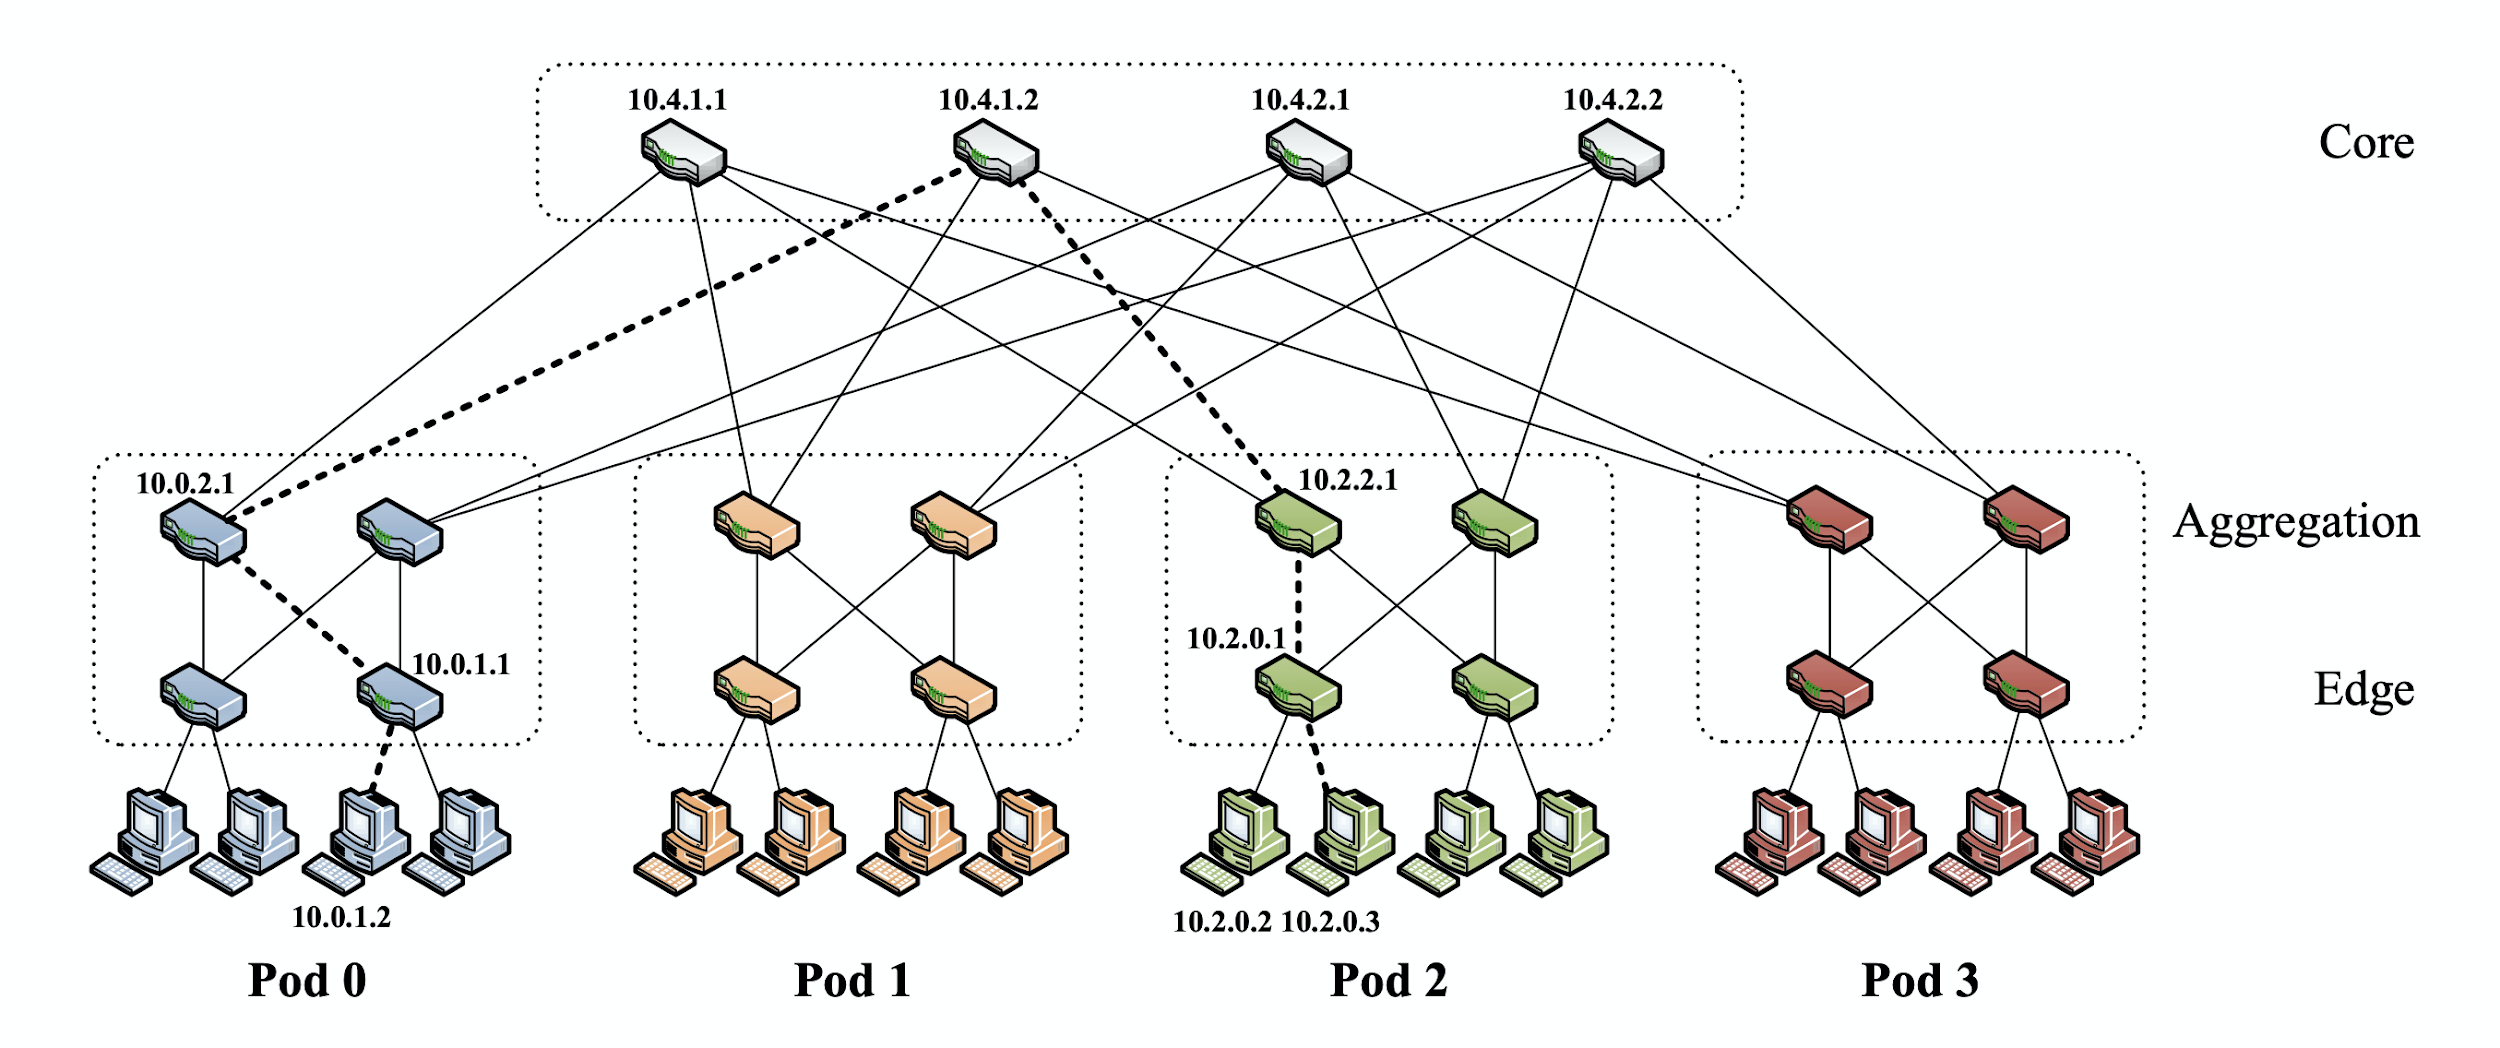 10.4.1.1
10.4.1.2
10.4.2.1
10.4.2.2
Core
10.0.2.1
10.2.2.1
Aggregation
10.0.1.1
10.2.0.1
Edge
10.0.1.2
10.2.0.2 10.2.0.3
Pod 0
Pod 1
Pod 2
Pod 3